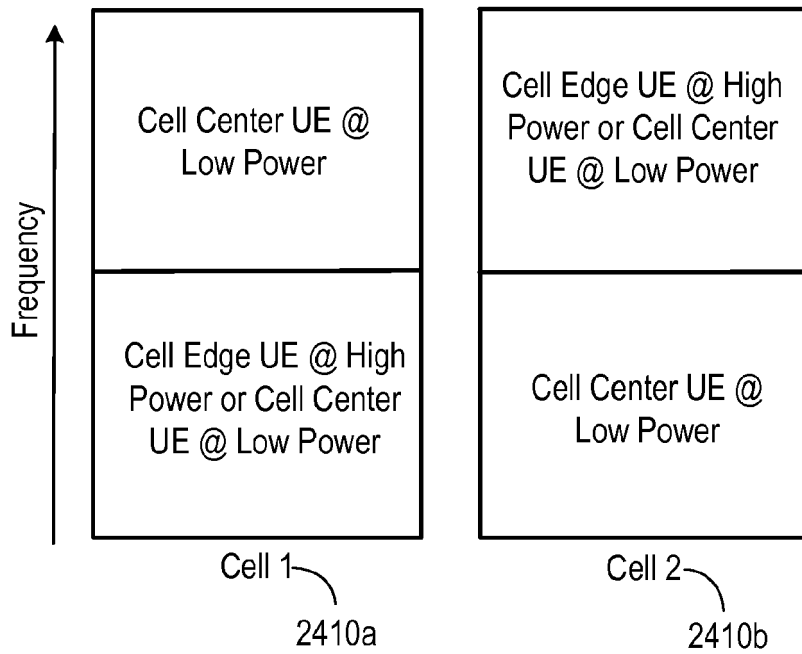 Frequency
Cell Center UE @
Low Power
Cell Edge UE @ High
Power or Cell Center
UE @ Low Power
Cell 1
2410a
Cell Edge UE @ High
Power or Cell Center
UE @ Low Power
Cell Center UE @
Low Power
Cell 2
2410b